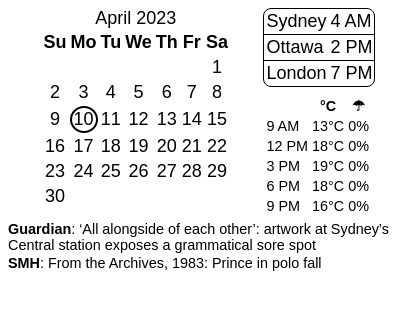 April 2023
Su Mo Tu We Th Fr Sa
1
2 3 4 5 6 7 8
9 10 11 12 13 14 15
16 17 18 19 20 21 22
23 24 25 26 27 28 29
30
Sydney 4 AM
Ottawa 2 PM
London 7 PM
°C ☂
9 AM 13°C 0%
12 PM 18°C 0%
3 PM 19°C 0%
6 PM 18°C 0%
9 PM 16°C 0%
Guardian: ‘All alongside of each other’: artwork at Sydney’s
Central station exposes a grammatical sore spot
SMH: From the Archives, 1983: Prince in polo fall